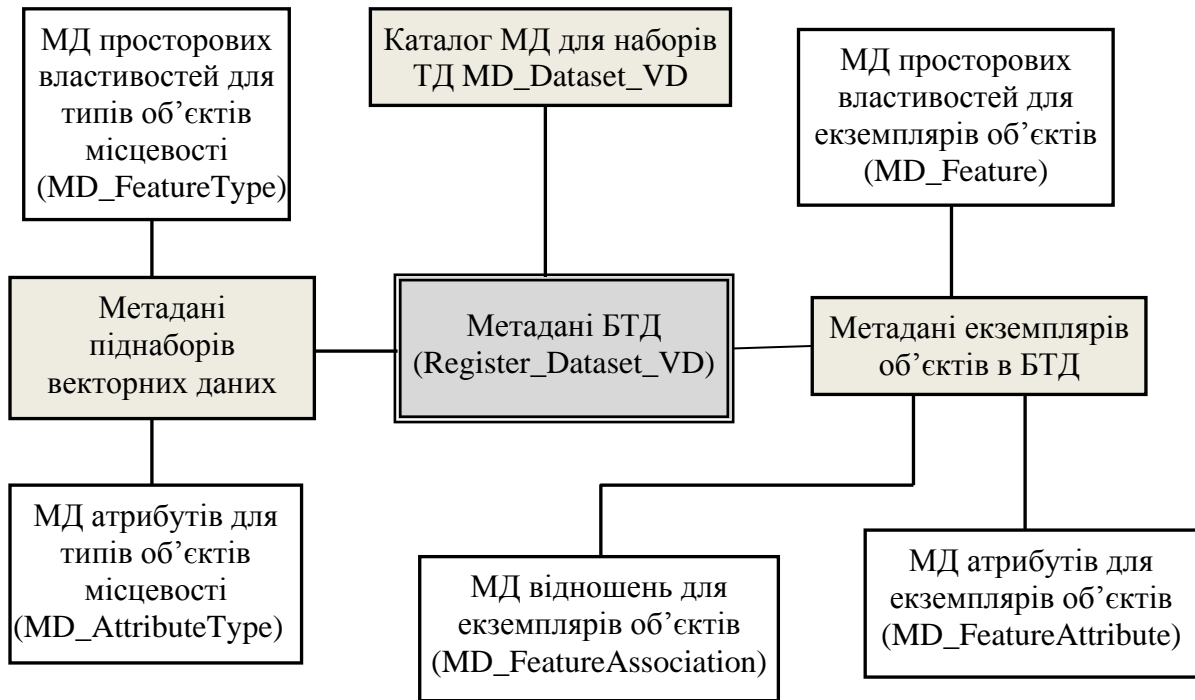 МД просторових
властивостей для
типів об’єктів
місцевості
(MD_FeatureType)
Каталог МД для наборів
ТД MD_Dataset_VD
МД просторових
властивостей для
екземплярів об’єктів
(MD_Feature)
Метадані
піднаборів
векторних даних
Метадані БТД
(Register_Dataset_VD)
Метадані екземплярів
об’єктів в БТД
МД атрибутів для
типів об’єктів
місцевості
(MD_AttributeType)
МД відношень для
екземплярів об’єктів
(MD_FeatureAssociation)
МД атрибутів для
екземплярів об’єктів
(MD_FeatureAttribute)